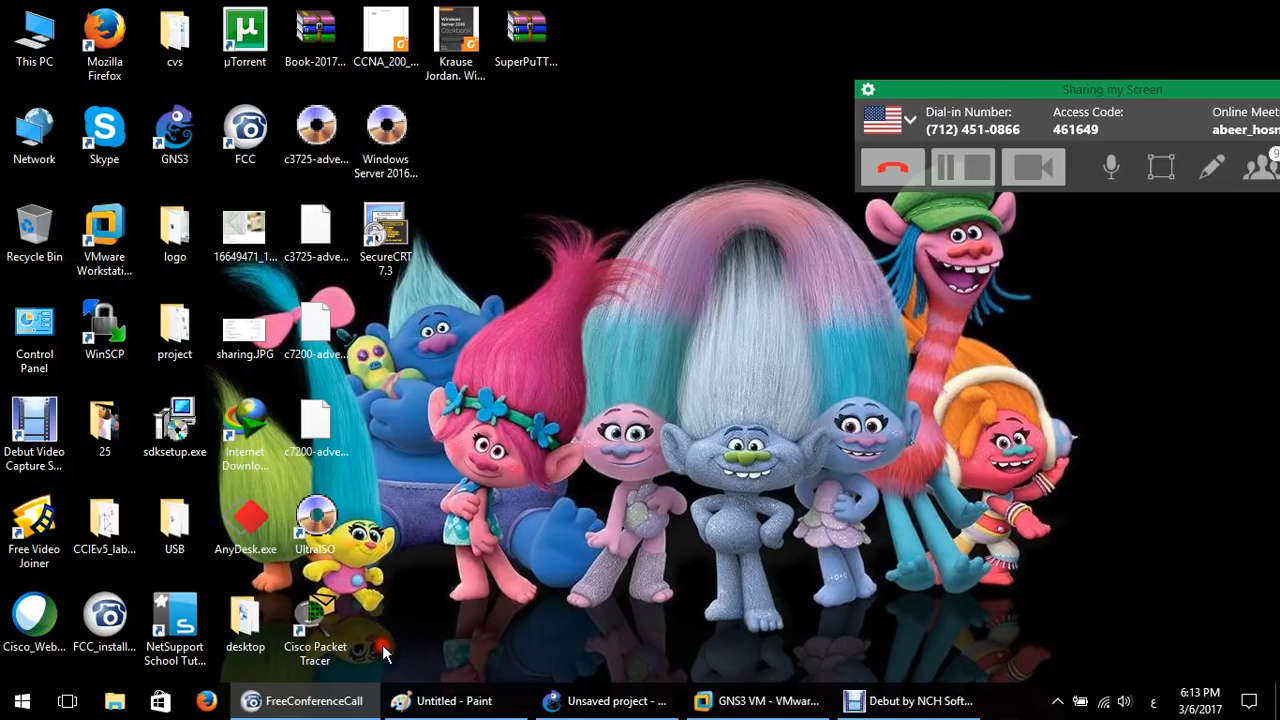 This PC
Mozilla
Firefox
cvs
µTorrent
Book-2017...
CCNA_200_...
Krause
Jordan. Wi...
SuperPuTT...
Sharing my Screen
Dial-in Number:
(712) 451-0866
Access Code:
461649
Online Meet
abeer_hosn
9
Network
Skype
GNS3
FCC
c3725-adve...
Windows
Server 2016...
Recycle Bin
VMware
Workstati...
logo
16649471_1...
c3725-adve...
SecureCRT
7.3
Control
Panel
WinSCP
project
sharing.JPG
c7200-adve...
Debut Video
Capture S...
25
sdksetup.exe
Internet
Downlo...
c7200-adve...
Free Video
Joiner
CCIEv5_lab...
USB
AnyDesk.exe
UltraISO
Cisco_Web...
FCC_install...
NetSupport
School Tut...
desktop
Cisco Packet
Tracer
FreeConferenceCall
Untitled - Paint
Unsaved project - ...
GNS3 VM - VMwar...
Debut by NCH Soft...
ع
6:13 PM
3/6/2017